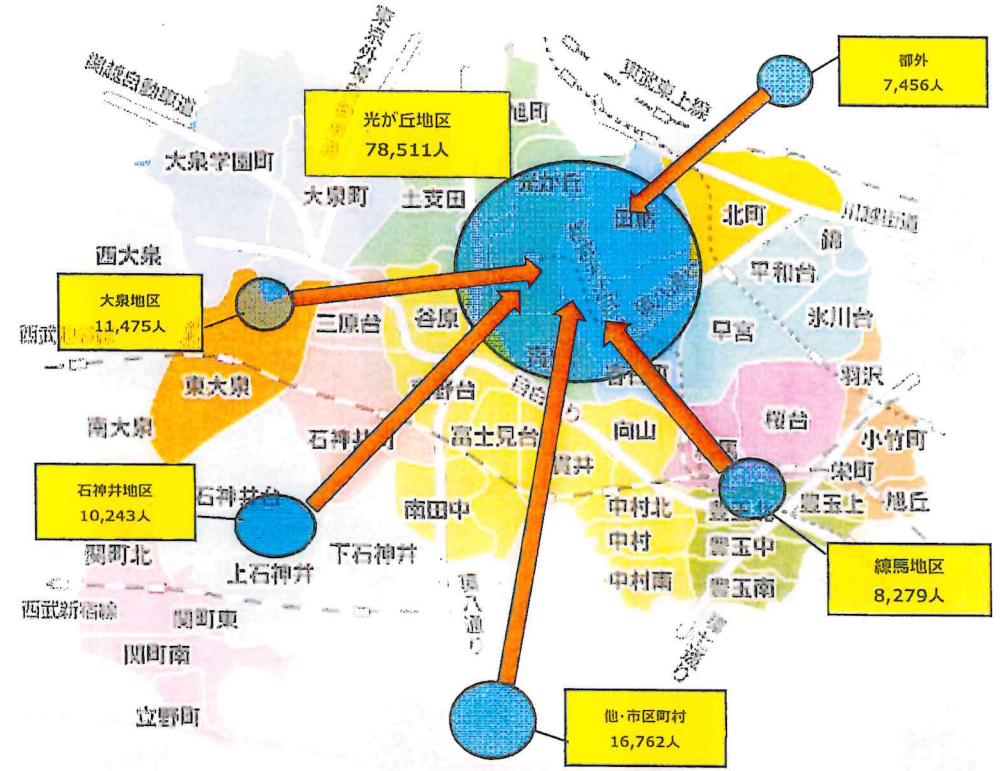 都外
7,456人
東武東上線
関越自動車道
光が丘地区
78,511人
旭町
大泉学園町
大泉町
土支田
光が丘
田柄
北町
川越街道
錦
平和台
西大泉
大泉地区
11,475人
三原台
谷原
早宮
氷川台
東大泉
羽沢
南大泉
石神井町
富士見台
向山
桜台
小竹町
貫井
栄町
石神井地区
10,243人
石神井台
南田中
中村北
豊玉北
豊玉上
旭丘
関町北
上石神井
下石神井
中村
豊玉中
練馬地区
8,279人
中村南
豊玉南
西武新宿線
関町東
環八通り
関町南
立野町
他・市区町村
16,762人